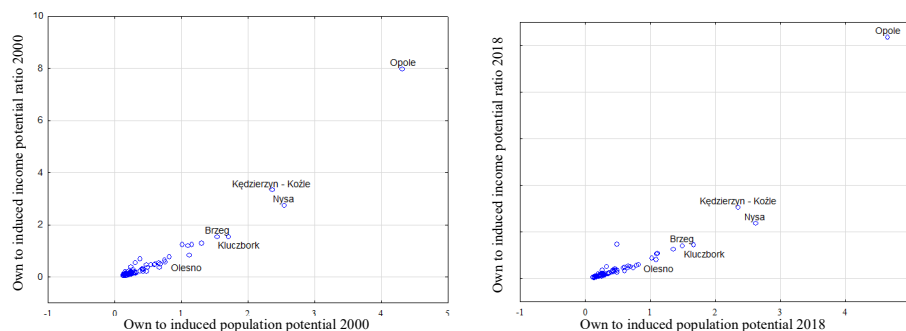 Own to induced income potential ratio 2000
10
8
6
4
2
0
Opole
Kędzierzyn - Koźle
Nysa
Brzeg
Kluczbork
Olesno
-1 0 1 2 3 4 5
Own to induced population potential 2000
Own to induced income potential ratio 2018
Opole
Kędzierzyn - Koźle
Nysa
Brzeg
Kluczbork
Olesno
-1 0 1 2 3 4
Own to induced population potential 2018